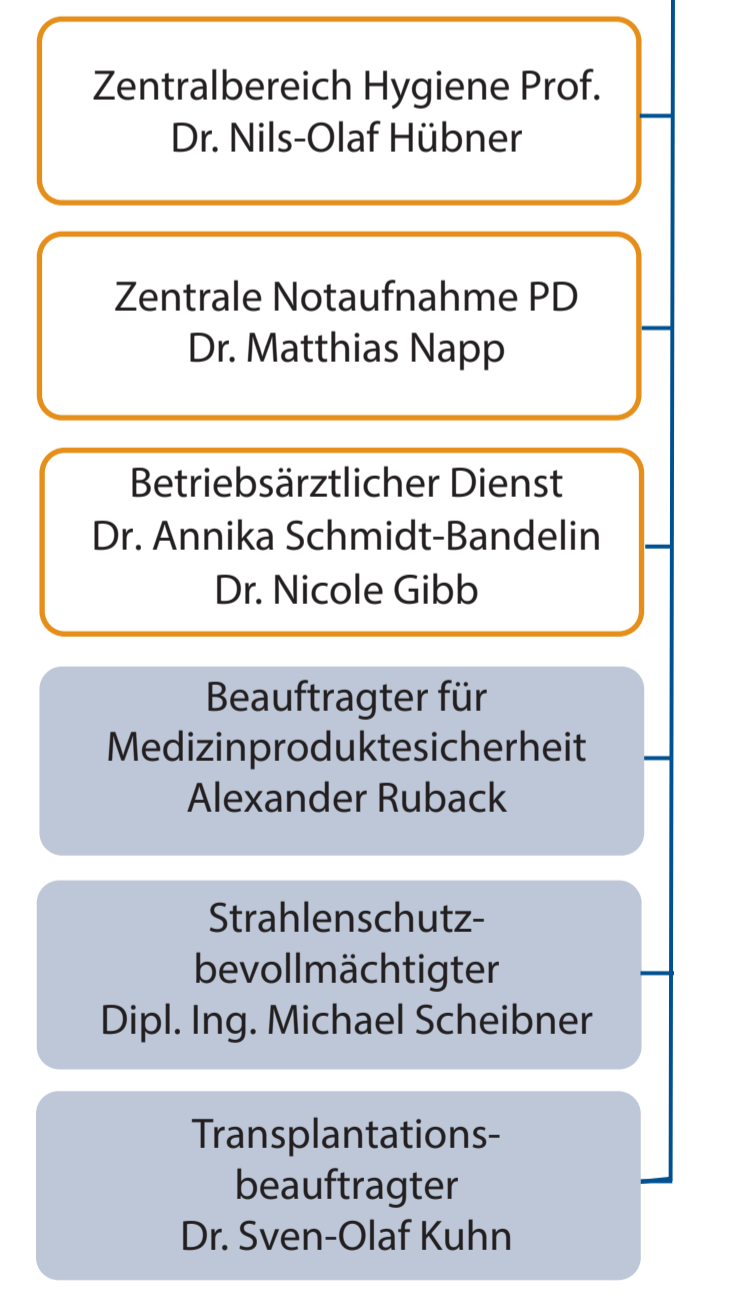 Zentralbereich Hygiene Prof.
Dr. Nils-Olaf Hübner
Zentrale Notaufnahme PD
Dr. Matthias Napp
Betriebsärztlicher Dienst
Dr. Annika Schmidt-Bandelin
Dr. Nicole Gibb
Beauftragter für
Medizinproduktesicherheit
Alexander Ruback
Strahlenschutz-
bevollmächtigter
Dipl. Ing. Michael Scheibner
Transplantations-
beauftragter
Dr. Sven-Olaf Kuhn